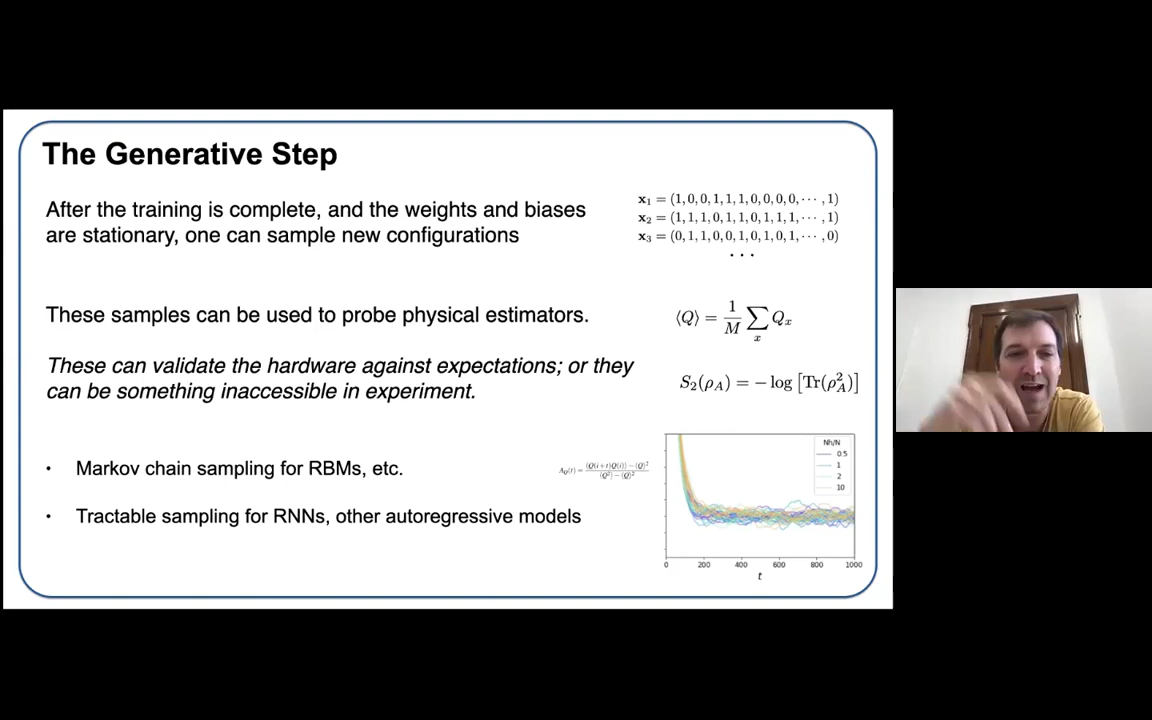 The Generative Step
After the training is complete, and the weights and biases
are stationary, one can sample new configurations
x₁ = (1, 0, 0, 1, 1, 1, 0, 0, 0, 0, ⋯ , 1)
x₂ = (1, 1, 1, 0, 1, 1, 0, 1, 1, 1, ⋯ , 1)
x₃ = (0, 1, 1, 0, 0, 1, 0, 1, 0, 1, ⋯ , 0)
...
These samples can be used to probe physical estimators.
⟨Q⟩ = 1/M ∑ₓ Qₓ
These can validate the hardware against expectations; or they
can be something inaccessible in experiment.
S₂(ρ_A) = − log [Tr(ρ_A²)]
• Markov chain sampling for RBMs, etc.
A_Q(t) = (⟨Q(i+t)Q(i)⟩ − ⟨Q⟩²) / (⟨Q²⟩ − ⟨Q⟩²)
• Tractable sampling for RNNs, other autoregressive models
Nh/N
0.5
1
2
10
0 200 400 600 800 1000
t